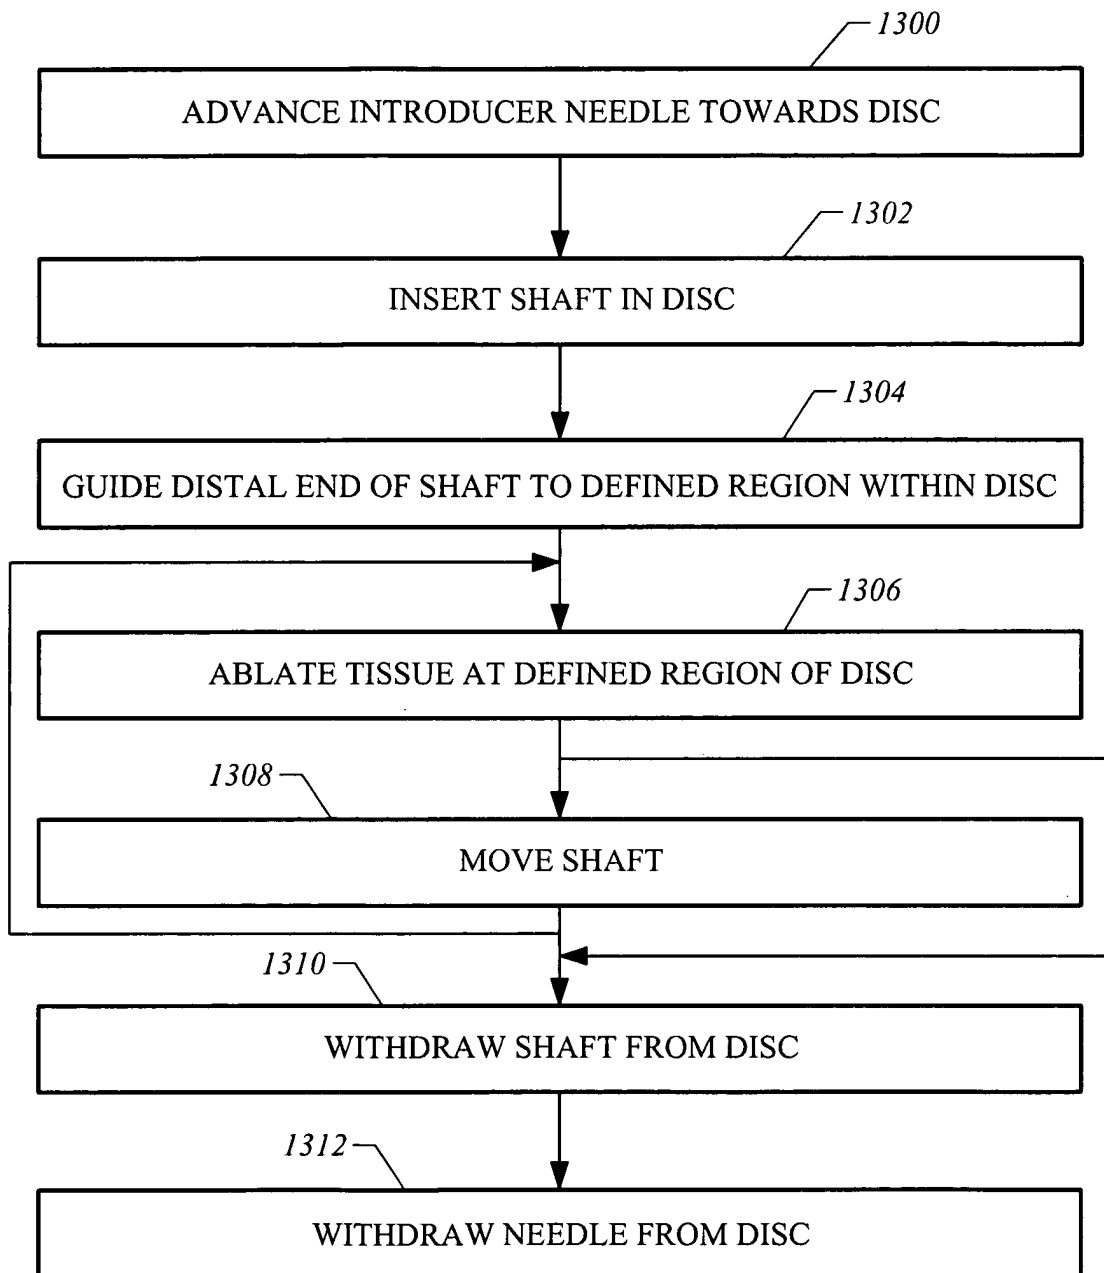 1300
ADVANCE INTRODUCER NEEDLE TOWARDS DISC
1302
INSERT SHAFT IN DISC
1304
GUIDE DISTAL END OF SHAFT TO DEFINED REGION WITHIN DISC
1306
ABLATE TISSUE AT DEFINED REGION OF DISC
1308
MOVE SHAFT
1310
WITHDRAW SHAFT FROM DISC
1312
WITHDRAW NEEDLE FROM DISC